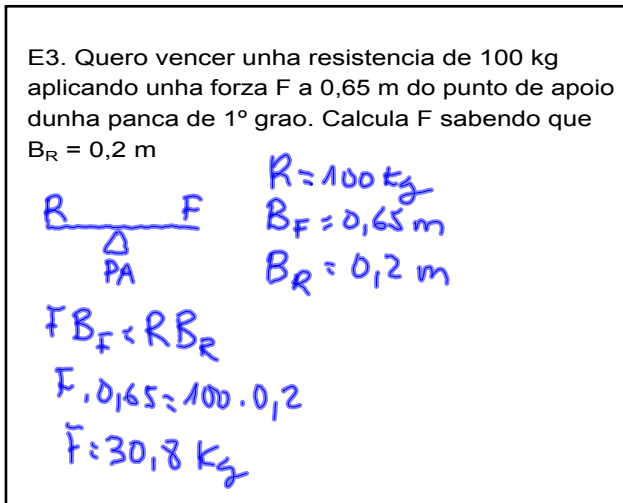 E3. Quero vencer unha resistencia de 100 kg
aplicando unha forza F a 0,65 m do punto de apoio
dunha panca de 1º grao. Calcula F sabendo que
B_R = 0,2 m
R = 100 kg
B_F = 0,65 m
B_R = 0,2 m
R F
PA
F B_F = R B_R
F . 0,65 = 100 . 0,2
F = 30,8 Kg